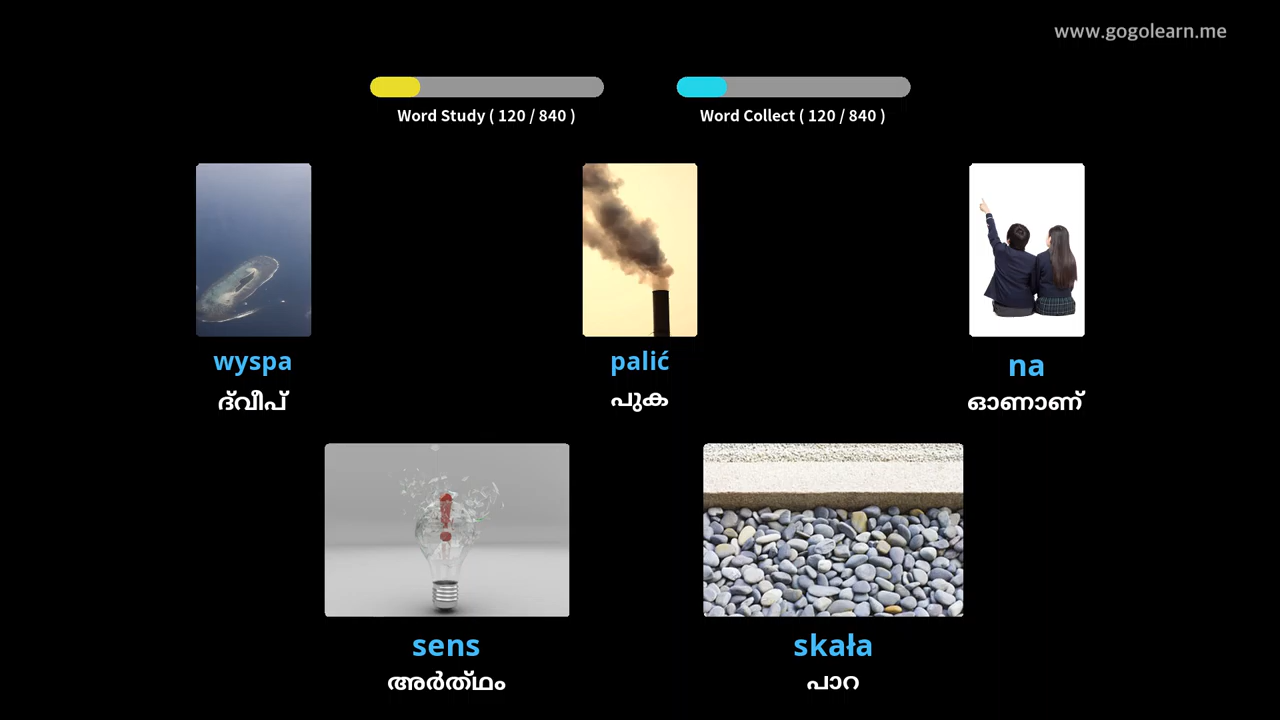 www.gogolearn.me
Word Study ( 120 / 840 )
Word Collect ( 120 / 840 )
wyspa
ദ്വീപ്
palić
പുക
na
ഓണാണ്
sens
അർത്ഥം
skała
പാറ